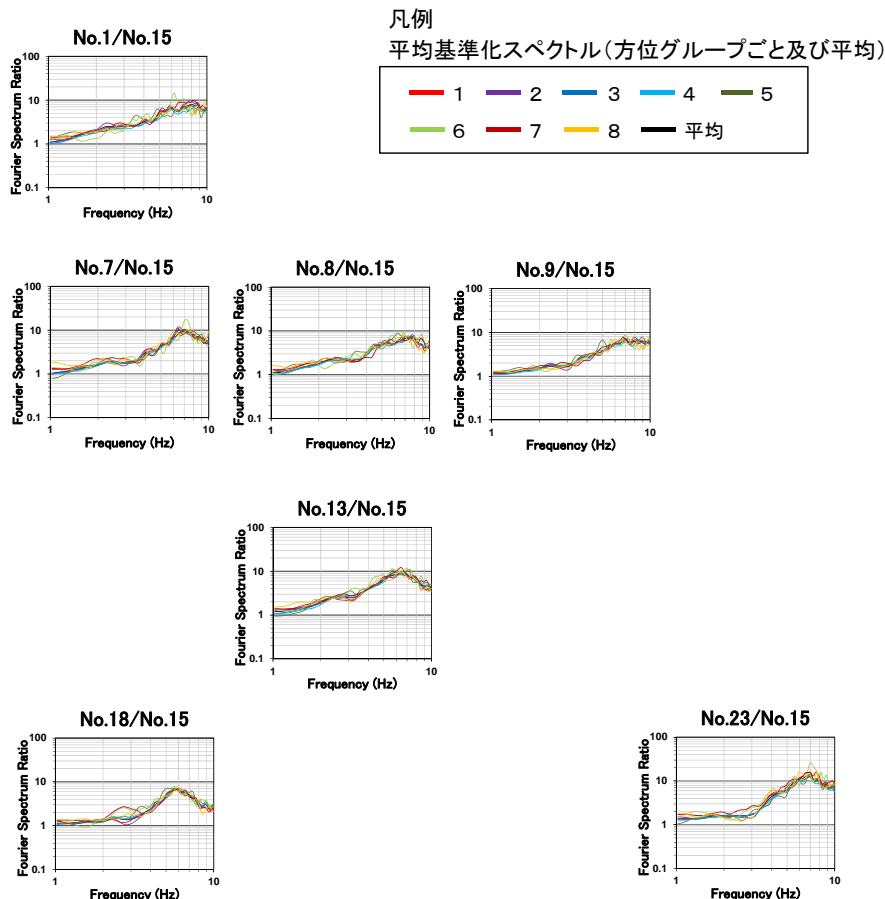 凡例
平均基準化スペクトル（方位グループごと及び平均）
1 2 3 4 5
6 7 8 平均
No.1/No.15
Fourier Spectrum Ratio
100
10
1
0.1
1 10
Frequency (Hz)
No.7/No.15
Fourier Spectrum Ratio
100
10
1
0.1
1 10
Frequency (Hz)
No.8/No.15
Fourier Spectrum Ratio
100
10
1
0.1
1 10
Frequency (Hz)
No.9/No.15
Fourier Spectrum Ratio
100
10
1
0.1
1 10
Frequency (Hz)
No.13/No.15
Fourier Spectrum Ratio
100
10
1
0.1
1 10
Frequency (Hz)
No.18/No.15
Fourier Spectrum Ratio
100
10
1
0.1
1 10
Frequency (Hz)
No.23/No.15
Fourier Spectrum Ratio
100
10
1
0.1
1 10
Frequency (Hz)